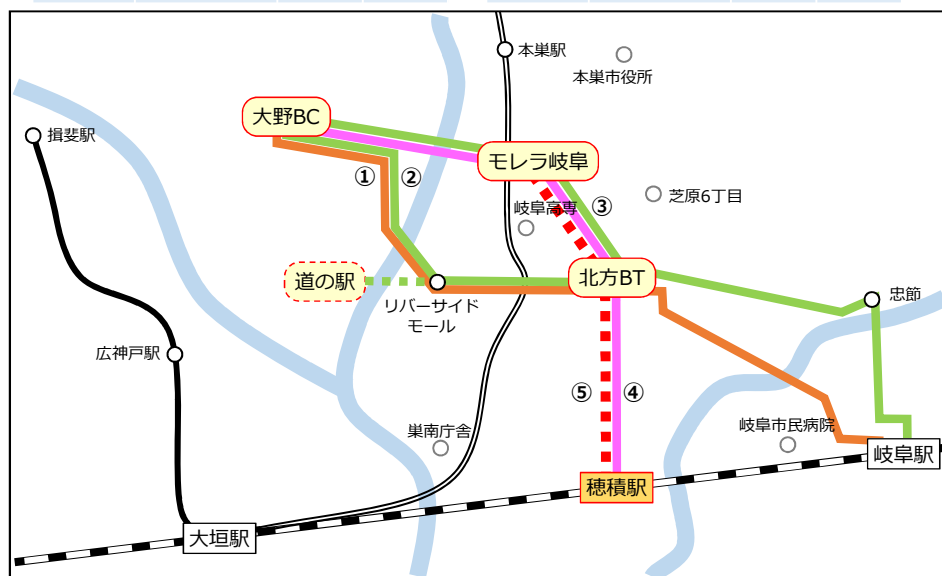 本巣駅
本巣市役所
大野BC
揖斐駅
モレラ岐阜
①
②
芝原6丁目
岐阜高専
③
道の駅
北方BT
忠節
リバーサイド
モール
広神戸駅
⑤
④
巣南庁舎
岐阜市民病院
岐阜駅
穂積駅
大垣駅